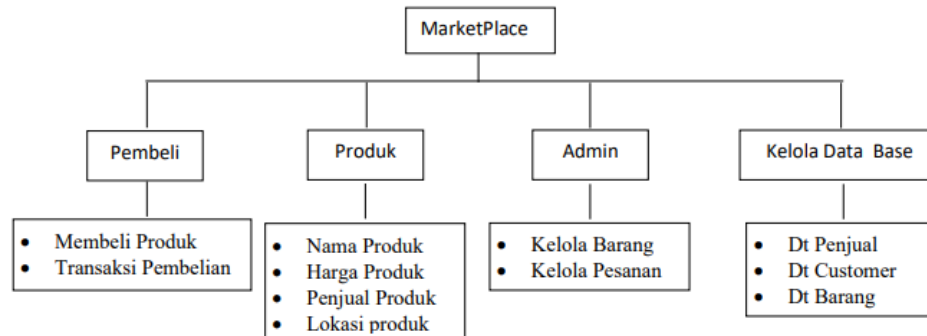 MarketPlace
Pembeli
Produk
Admin
Kelola Data Base
• Membeli Produk
• Transaksi Pembelian
• Nama Produk
• Harga Produk
• Penjual Produk
• Lokasi produk
• Kelola Barang
• Kelola Pesanan
• Dt Penjual
• Dt Customer
• Dt Barang